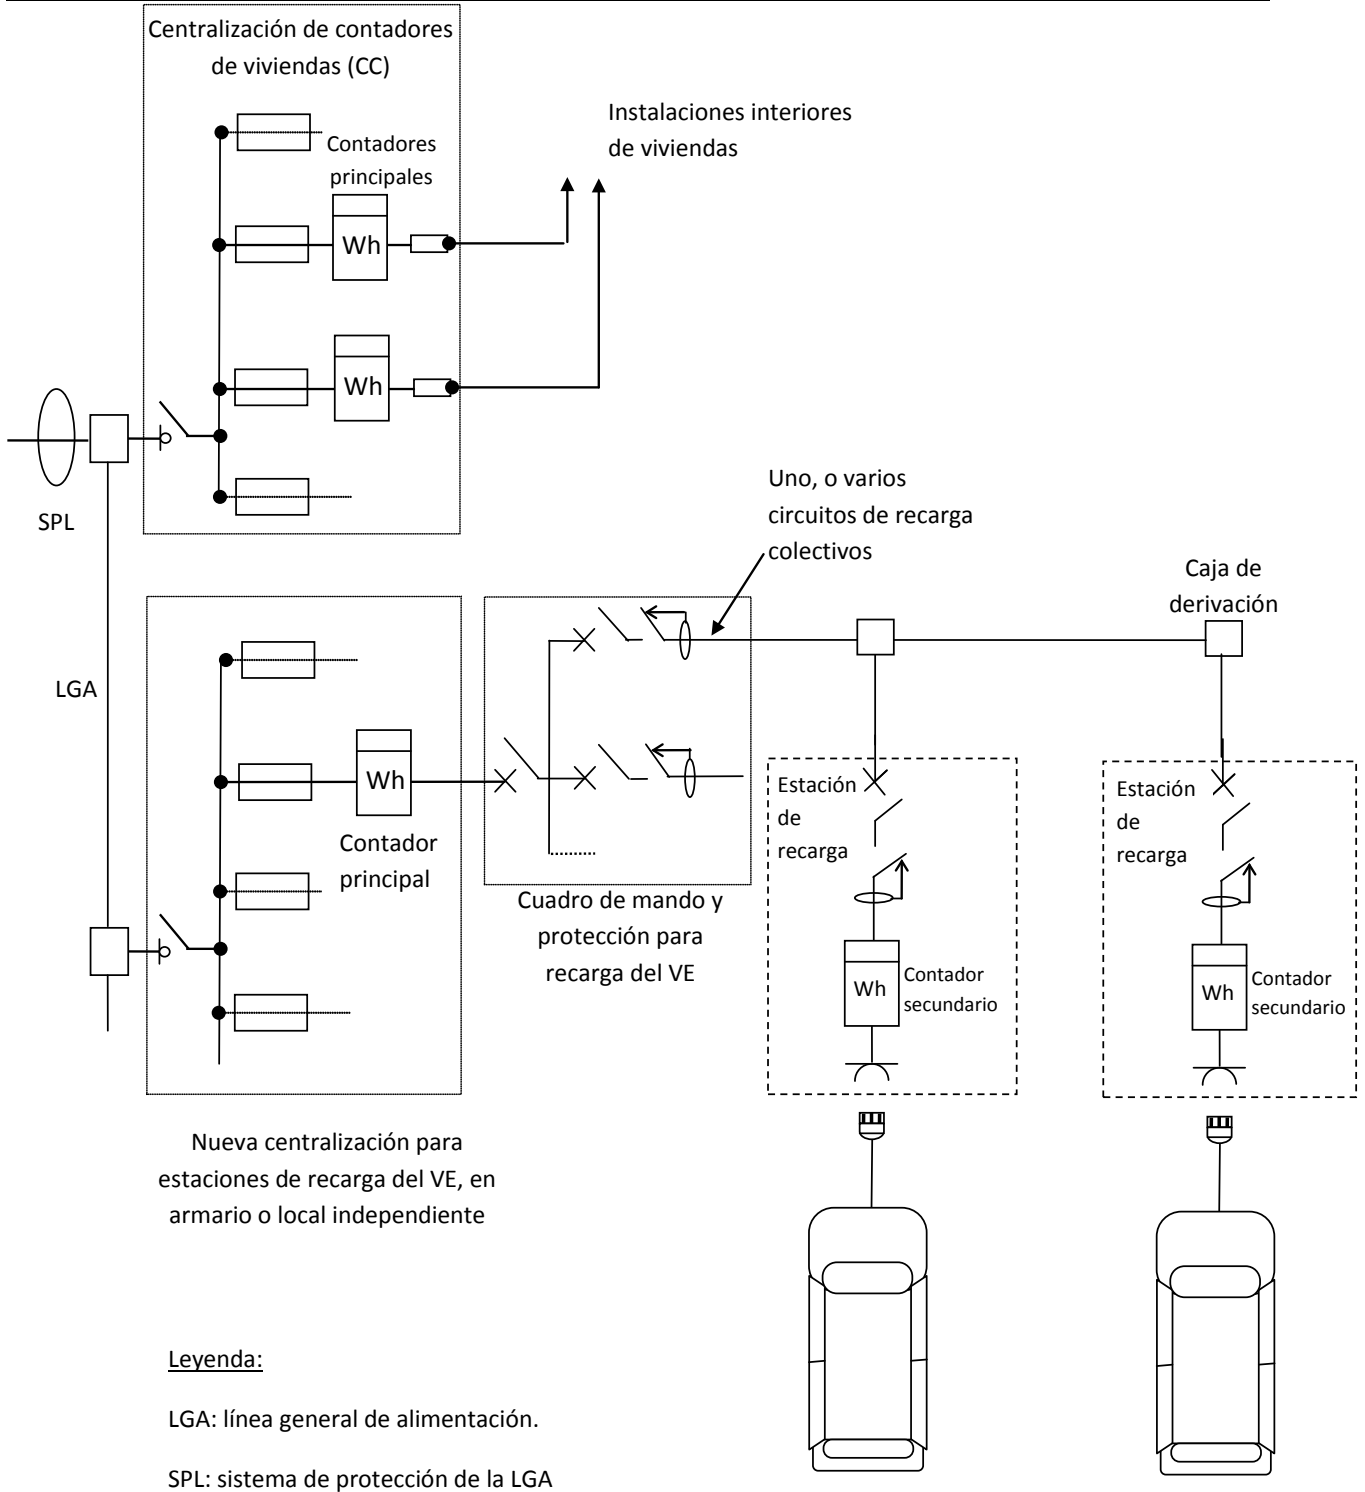 Centralización de contadores
de viviendas (CC)
Contadores
principales
Instalaciones interiores
de viviendas
Wh
Wh
SPL
Uno, o varios
circuitos de recarga
colectivos
Caja de
derivación
LGA
Wh
Contador
principal
Cuadro de mando y
protección para
recarga del VE
Estación
de
recarga
Wh
Contador
secundario
Estación
de
recarga
Wh
Contador
secundario
Nueva centralización para
estaciones de recarga del VE, en
armario o local independiente
Leyenda:
LGA: línea general de alimentación.
SPL: sistema de protección de la LGA